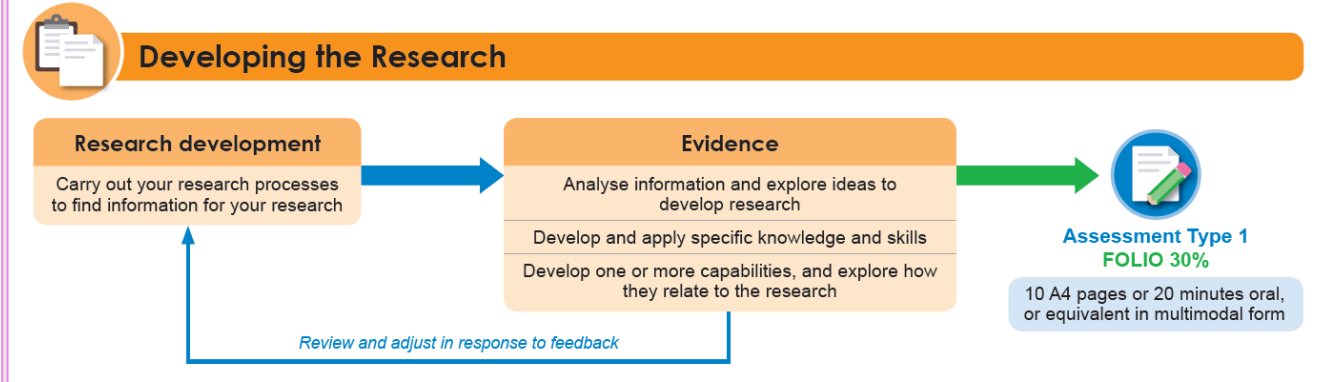 Developing the Research
Research development
Carry out your research processes
to find information for your research
Evidence
Analyse information and explore ideas to
develop research
Develop and apply specific knowledge and skills
Develop one or more capabilities, and explore how
they relate to the research
Review and adjust in response to feedback
Assessment Type 1
FOLIO 30%
10 A4 pages or 20 minutes oral,
or equivalent in multimodal form